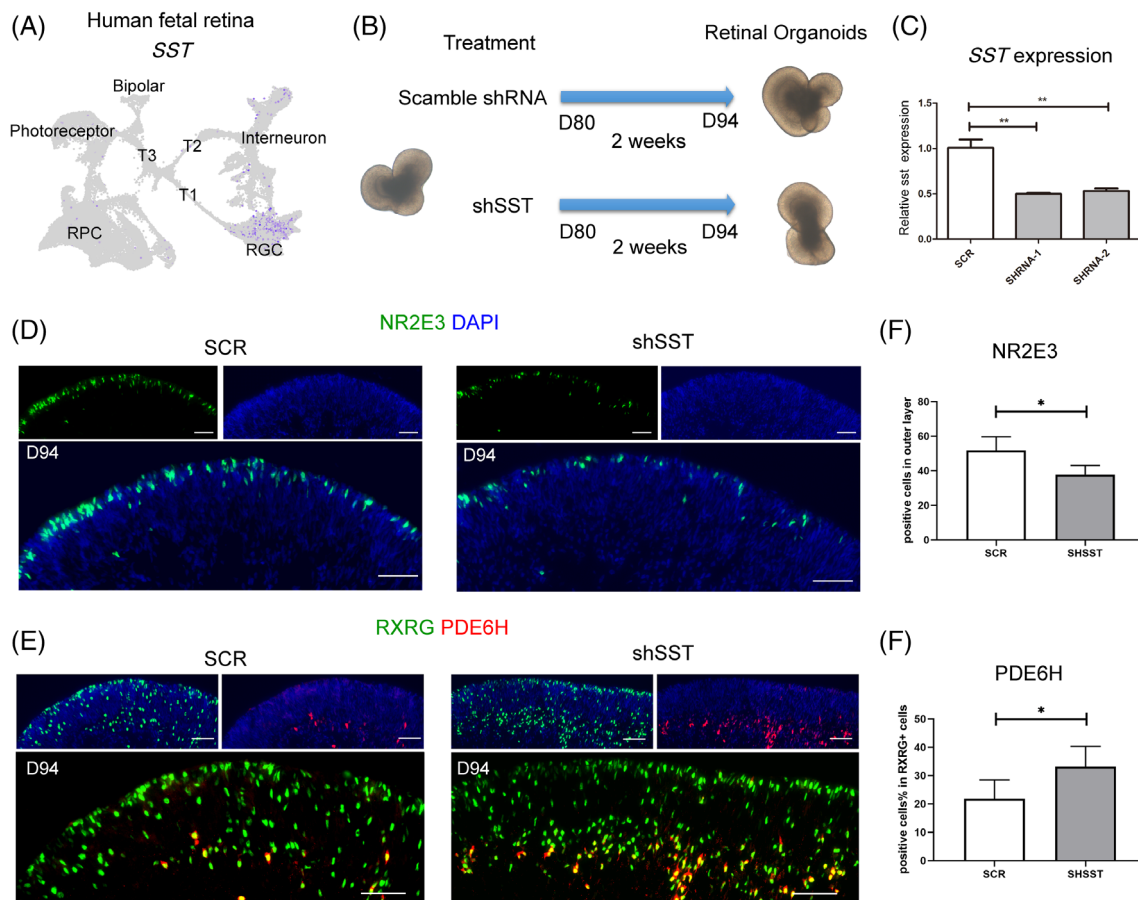 (A)
Human fetal retina
SST
Bipolar
Photoreceptor
Interneuron
T3
T2
T1
RPC
RGC
(B)
Treatment
Retinal Organoids
Scamble shRNA
D80
D94
2 weeks
shSST
D80
D94
2 weeks
(C)
SST expression
Relative sst expression
1.5
1.0
0.5
0.0
**
**
SCR
SHRNA-1
SHRNA-2
(D)
NR2E3 DAPI
SCR
shSST
D94
D94
(F)
NR2E3
positive cells in outer layer
80
60
40
20
0
*
SCR
SHSST
(E)
RXRG PDE6H
SCR
shSST
D94
D94
(F)
PDE6H
positive cells% in RXRG+ cells
50
40
30
20
10
0
*
SCR
SHSST